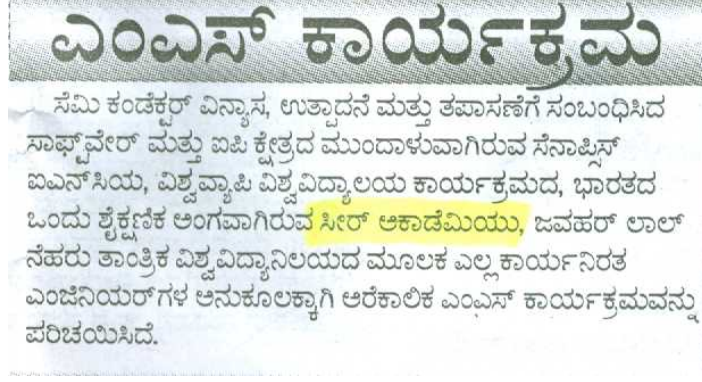 ಎಂಎಸ್ ಕಾರ್ಯಕ್ರಮ
ಸೆಮಿ ಕಂಡೆಕ್ಟರ್ ವಿನ್ಯಾಸ, ಉತ್ಪಾದನೆ ಮತ್ತು ತಪಾಸಣೆಗೆ ಸಂಬಂಧಿಸಿದ
ಸಾಫ್ಟ್‌ವೇರ್ ಮತ್ತು ಐಪಿ ಕ್ಷೇತ್ರದ ಮುಂದಾಳುವಾಗಿರುವ ಸೆನಾಪ್ಸಿಸ್
ಐಎನ್‌ಸಿಯ, ವಿಶ್ವವ್ಯಾಪಿ ವಿಶ್ವವಿದ್ಯಾಲಯ ಕಾರ್ಯಕ್ರಮದ, ಭಾರತದ
ಒಂದು ಶೈಕ್ಷಣಿಕ ಅಂಗವಾಗಿರುವ ಸೀರ್ ಅಕಾಡೆಮಿಯು, ಜವಹರ್ ಲಾಲ್
ನೆಹರು ತಾಂತ್ರಿಕ ವಿಶ್ವವಿದ್ಯಾನಿಲಯದ ಮೂಲಕ ಎಲ್ಲ ಕಾರ್ಯನಿರತ
ಎಂಜಿನಿಯರ್‌ಗಳ ಅನುಕೂಲಕ್ಕಾಗಿ ಅರೆಕಾಲಿಕ ಎಂಎಸ್ ಕಾರ್ಯಕ್ರಮವನ್ನು
ಪರಿಚಯಿಸಿದೆ.